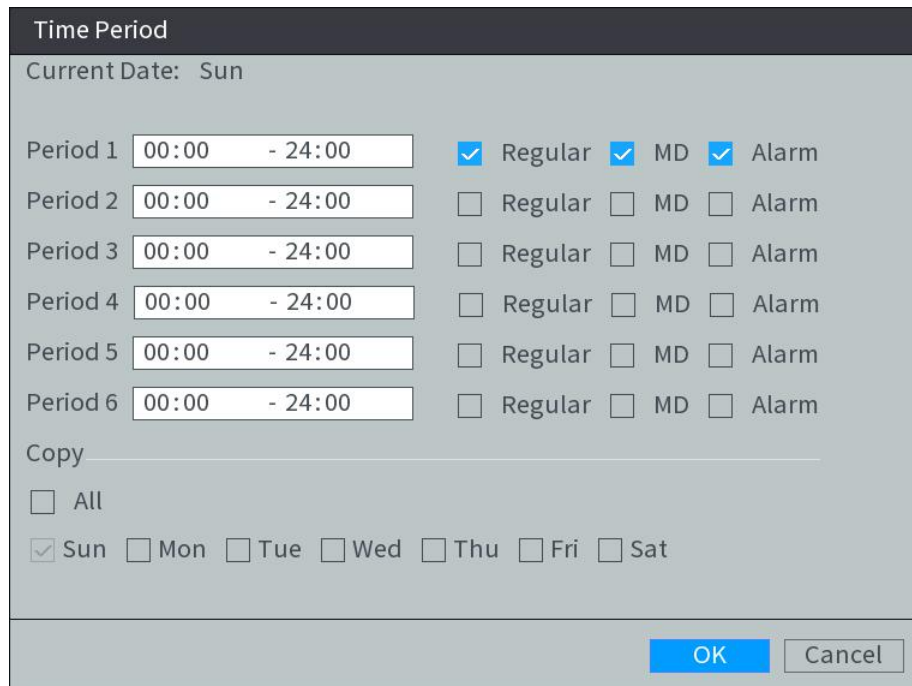 Time Period
Current Date: Sun
Period 1 00:00 - 24:00 Regular MD Alarm
Period 2 00:00 - 24:00 Regular MD Alarm
Period 3 00:00 - 24:00 Regular MD Alarm
Period 4 00:00 - 24:00 Regular MD Alarm
Period 5 00:00 - 24:00 Regular MD Alarm
Period 6 00:00 - 24:00 Regular MD Alarm
Copy
All
Sun Mon Tue Wed Thu Fri Sat
OK Cancel